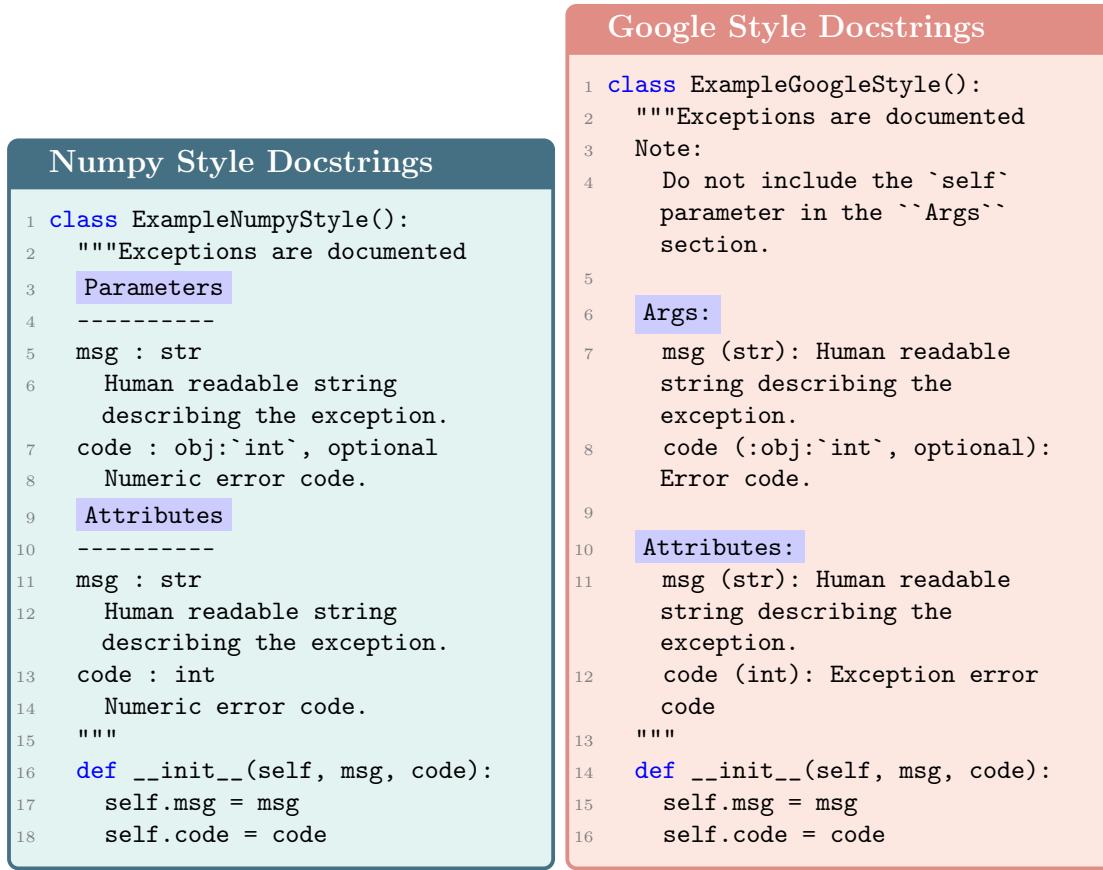 Numpy Style Docstrings
1 class ExampleNumpyStyle():
2 """Exceptions are documented
3 Parameters
4 ----------
5 msg : str
6 Human readable string
describing the exception.
7 code : obj:`int`, optional
8 Numeric error code.
9 Attributes
10 ----------
11 msg : str
12 Human readable string
describing the exception.
13 code : int
14 Numeric error code.
15 """
16 def __init__(self, msg, code):
17 self.msg = msg
18 self.code = code
Google Style Docstrings
1 class ExampleGoogleStyle():
2 """Exceptions are documented
3 Note:
4 Do not include the `self`
parameter in the ``Args``
section.
5
6 Args:
7 msg (str): Human readable
string describing the
exception.
8 code (:obj:`int`, optional):
Error code.
9
10 Attributes:
11 msg (str): Human readable
string describing the
exception.
12 code (int): Exception error
code
13 """
14 def __init__(self, msg, code):
15 self.msg = msg
16 self.code = code